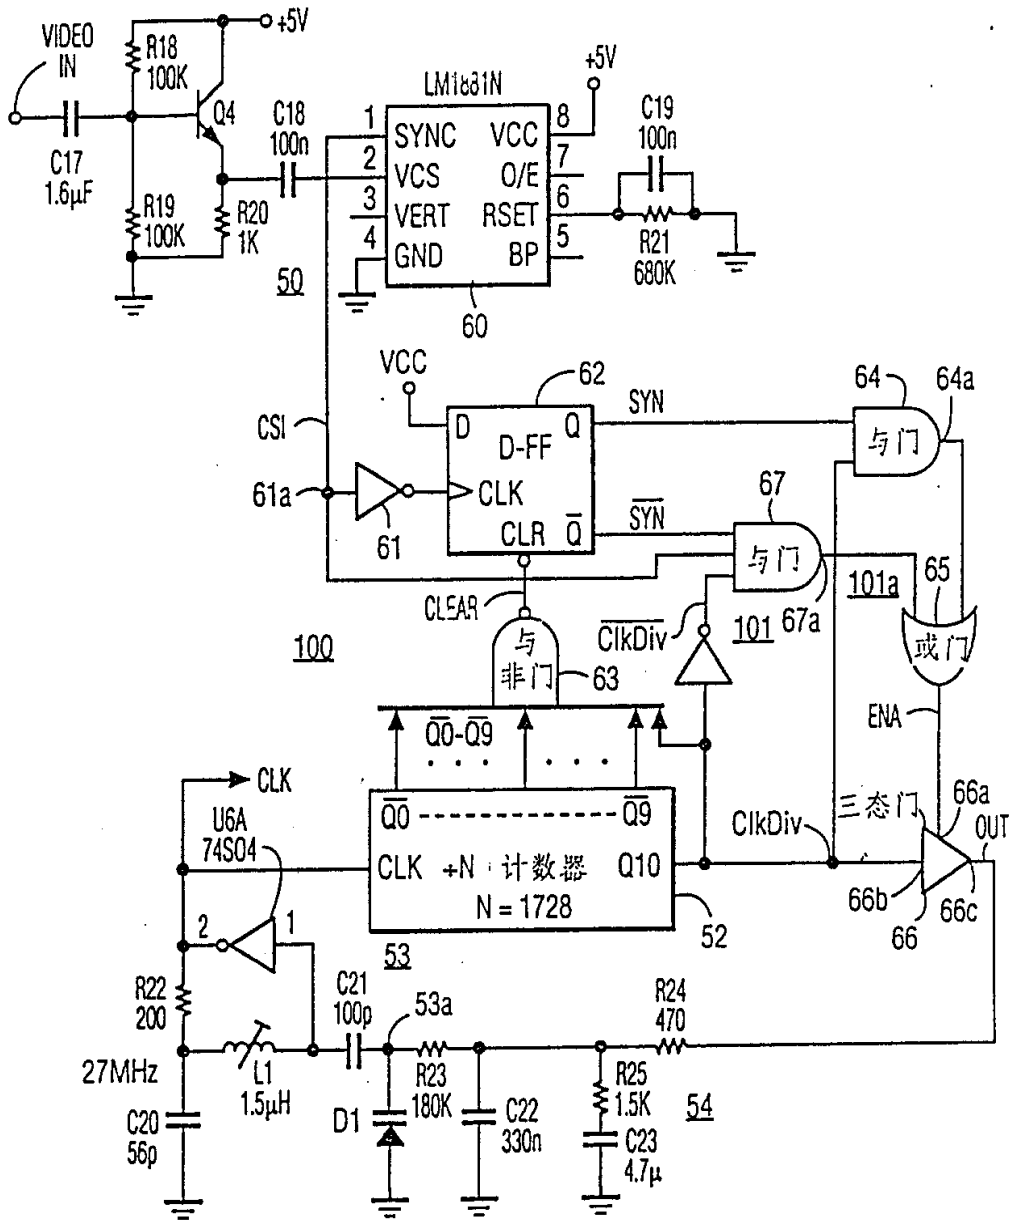 +5V
VIDEO
IN
R18
100K
Q4
C17
1.6µF
R19
100K
R20
1K
C18
100n
50
LM1881N
+5V
1
SYNC
VCC
8
2
VCS
O/E
7
3
VERT
RSET
6
4
GND
BP
5
60
C19
100n
R21
680K
VCC
62
CSI
D
Q
D-FF
CLK
CLR
Q̅
61a
61
SYN
S̅Y̅N̅
64
64a
与门
67
与门
67a
101a
65
或门
CLEAR
100
与
非门
63
C̅l̅k̅D̅i̅v̅
101
ENA
Q̅0̅-Q̅9̅
CLK
Q̅0̅
Q̅9̅
U6A
74S04
CLK
÷N 计数器
Q10
N = 1728
52
53
ClkDiv
三态门
66a
OUT
66b
66
66c
2
1
R22
200
27MHz
L1
1.5µH
C20
56p
C21
100p
53a
D1
R23
180K
C22
330n
R24
470
R25
1.5K
C23
4.7µ
54